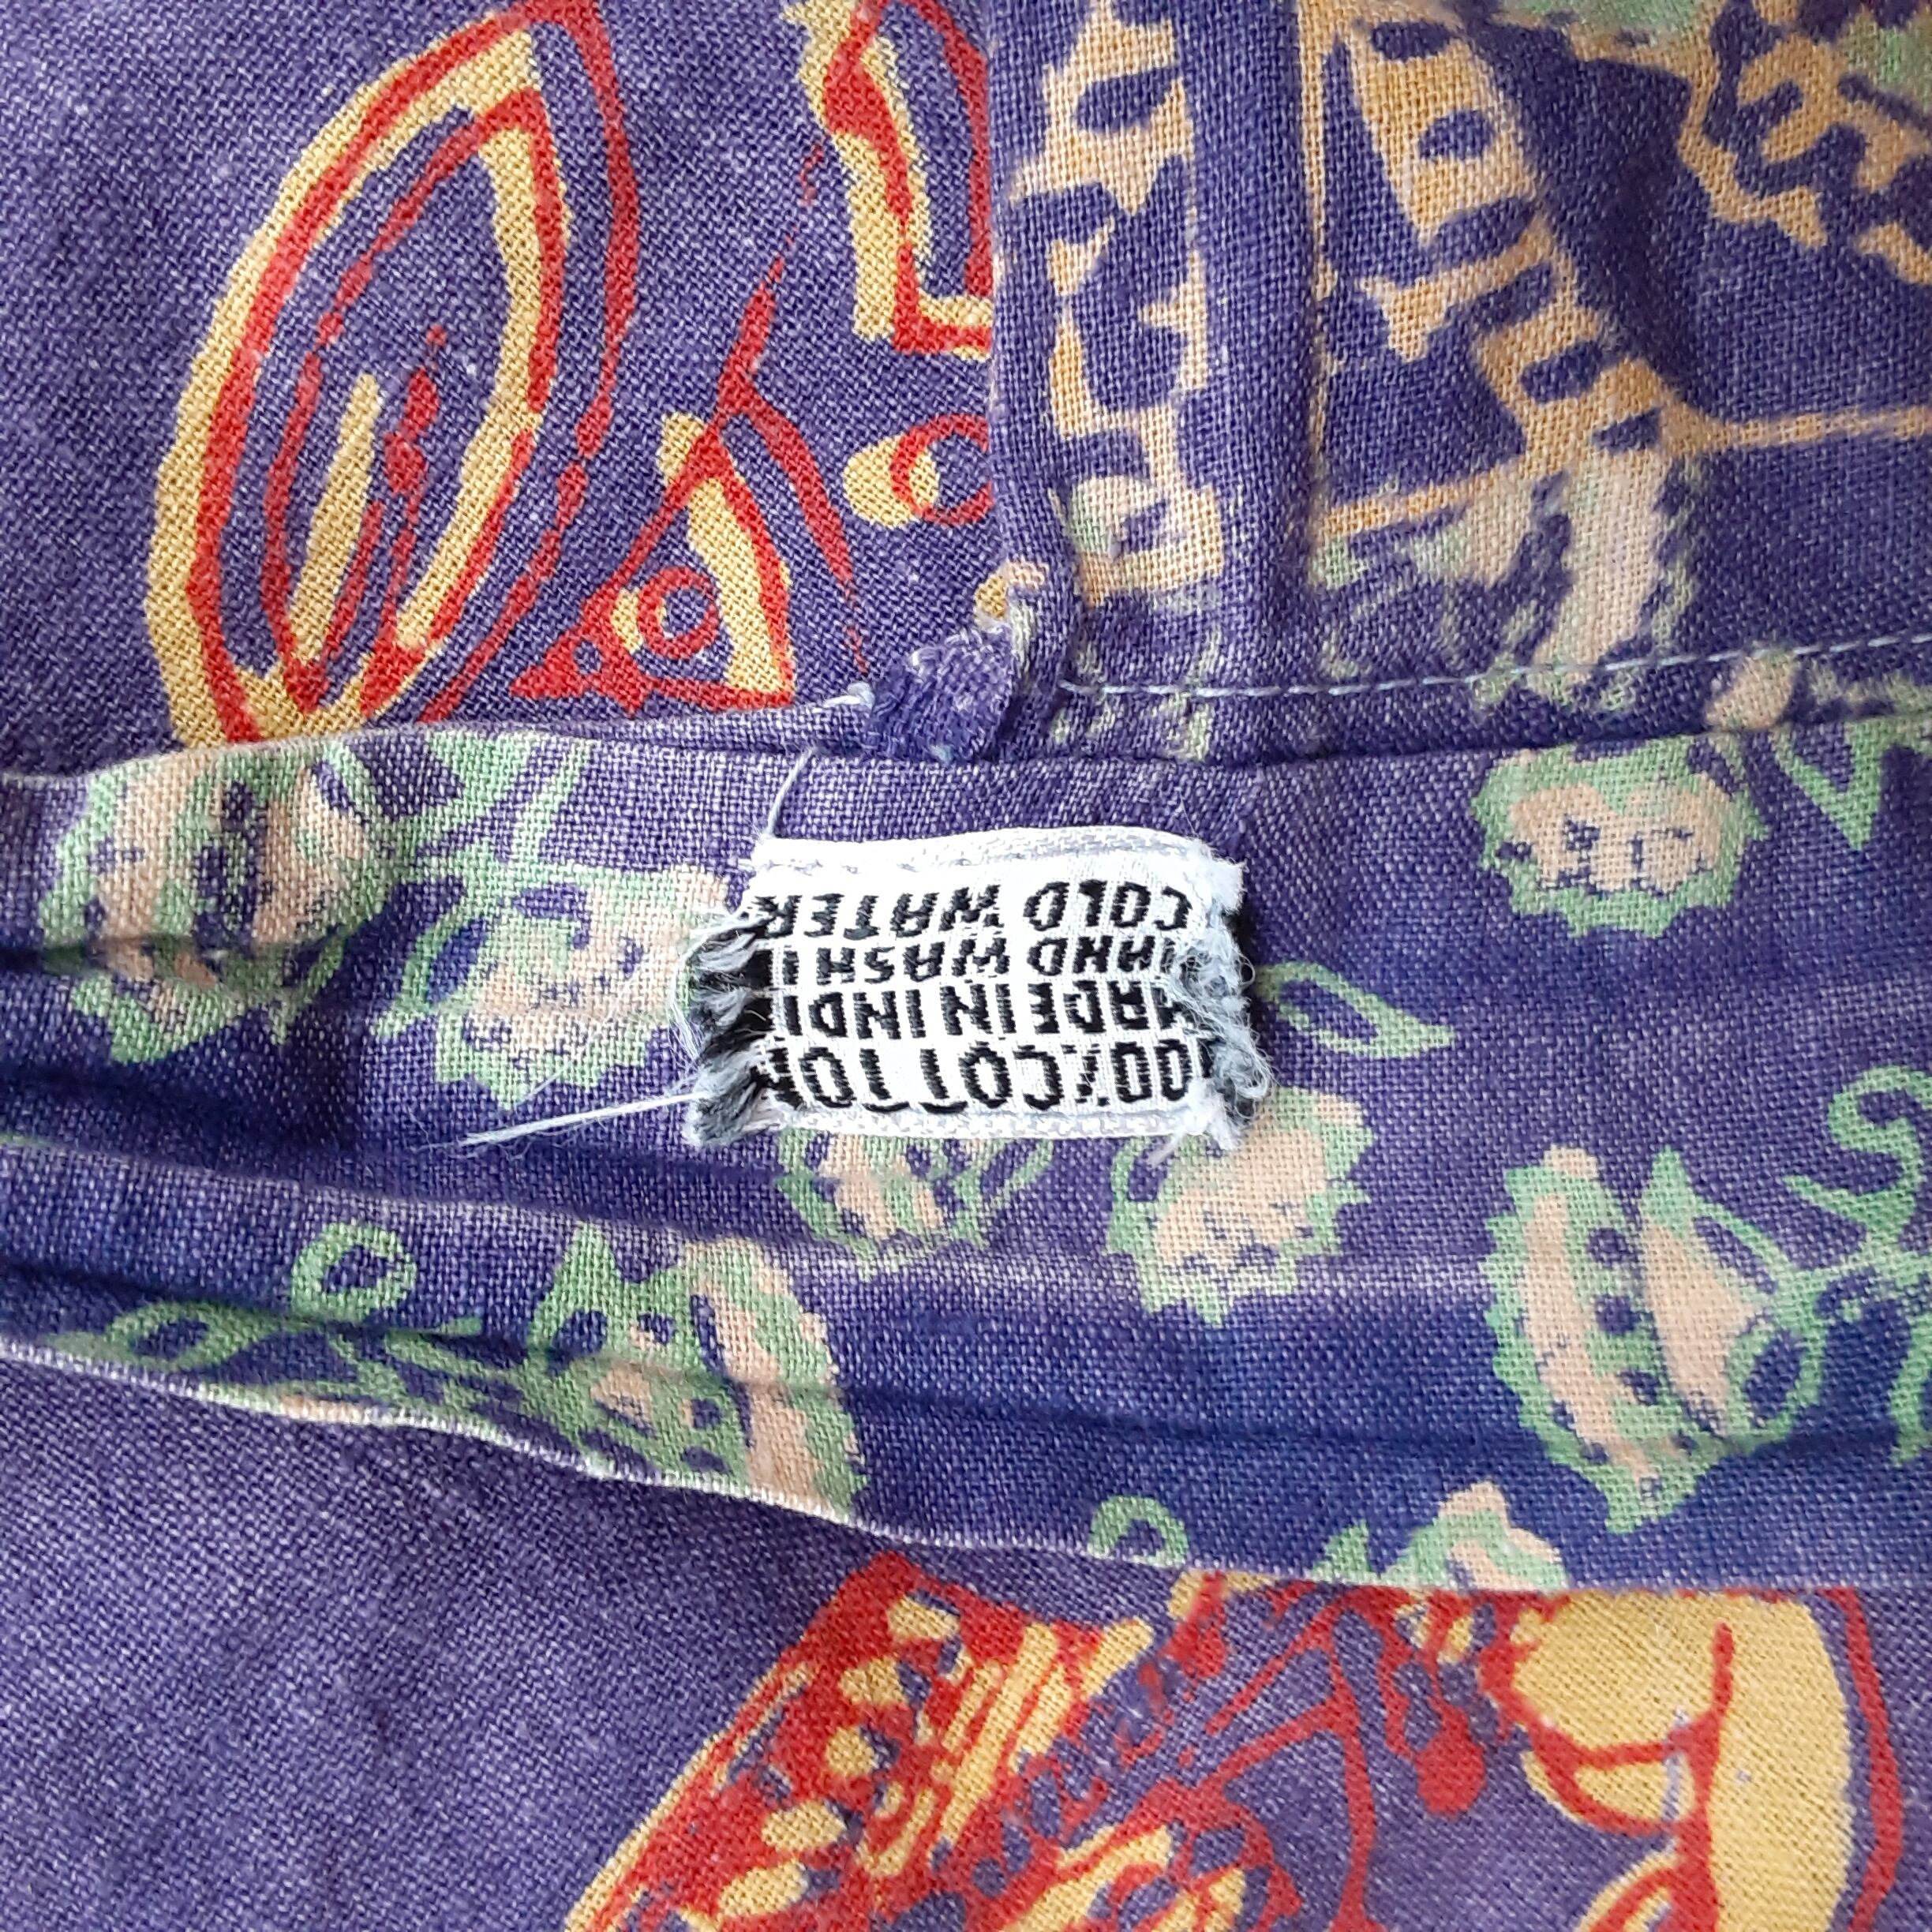 00%COTTON
MADE IN INDI
HAND WASH I
COLD WATER